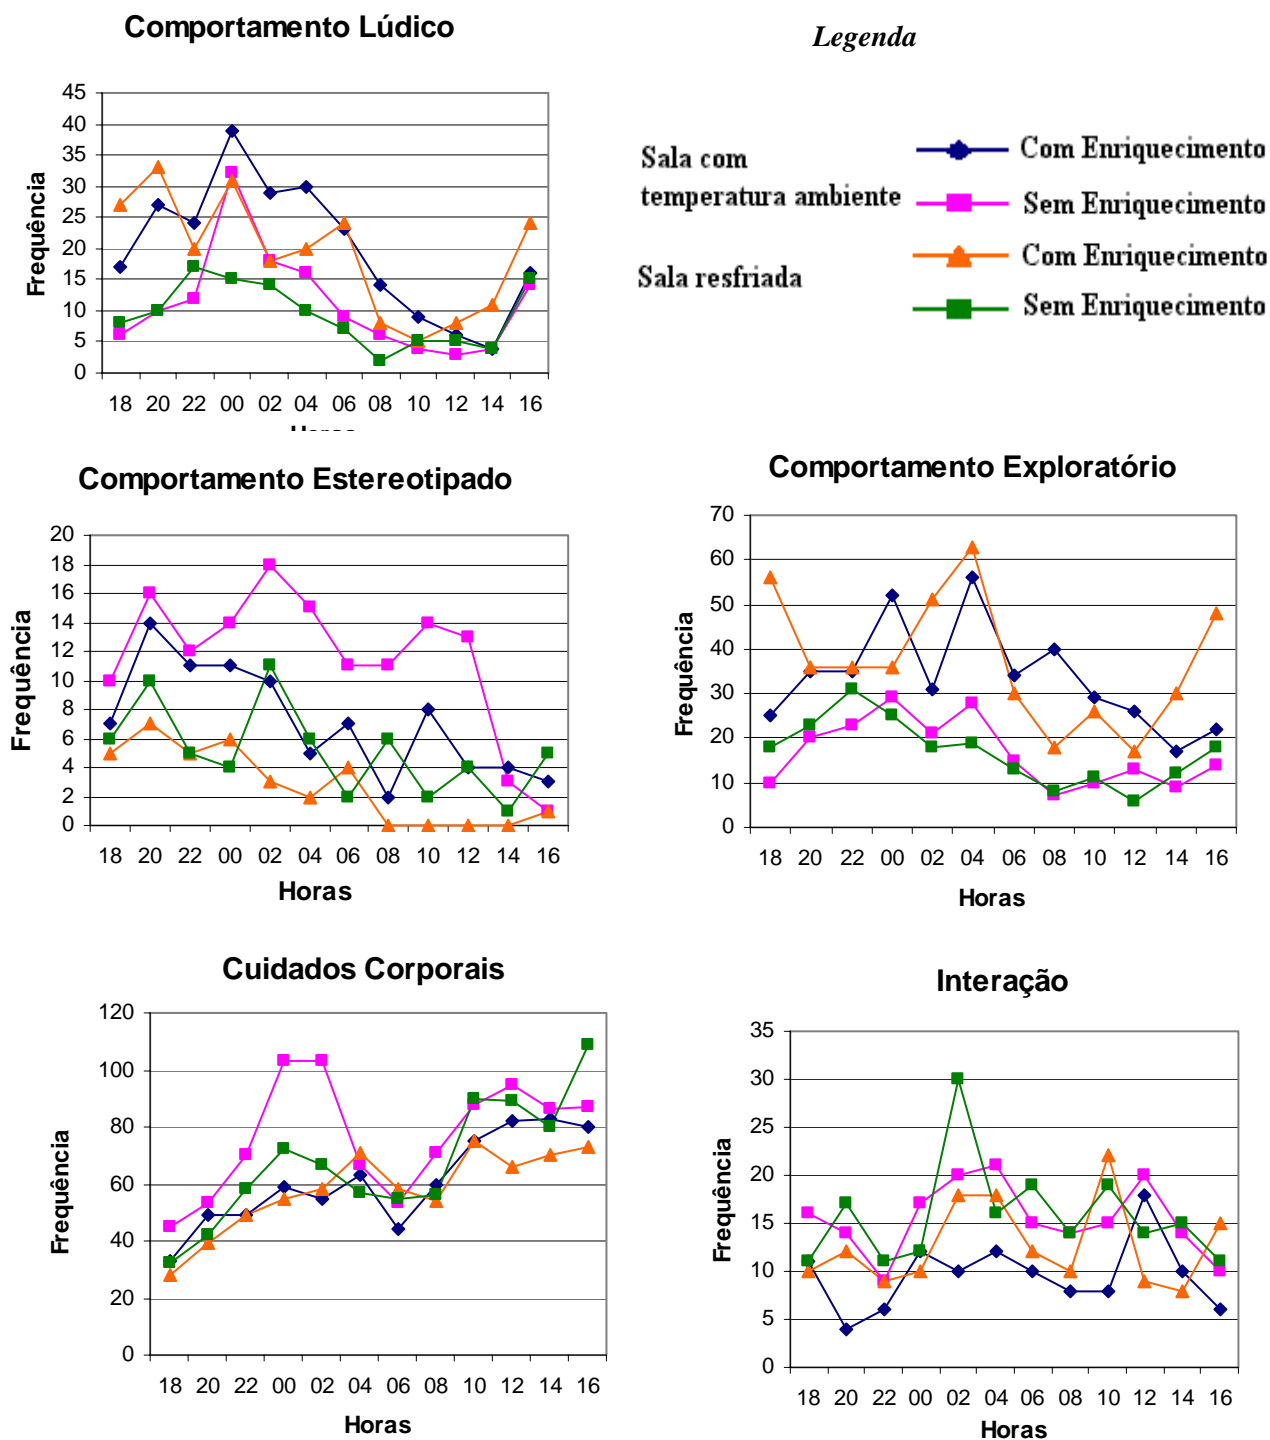 Comportamento Lúdico
Legenda
Sala com
temperatura ambiente
Com Enriquecimento
Sem Enriquecimento
Sala resfriada
Com Enriquecimento
Sem Enriquecimento
Frequência
45
40
35
30
25
20
15
10
5
0
18 20 22 00 02 04 06 08 10 12 14 16
Horas
Comportamento Estereotipado
Frequência
20
18
16
14
12
10
8
6
4
2
0
18 20 22 00 02 04 06 08 10 12 14 16
Horas
Comportamento Exploratório
Frequência
70
60
50
40
30
20
10
0
18 20 22 00 02 04 06 08 10 12 14 16
Horas
Cuidados Corporais
Frequência
120
100
80
60
40
20
0
18 20 22 00 02 04 06 08 10 12 14 16
Horas
Interação
Frequência
35
30
25
20
15
10
5
0
18 20 22 00 02 04 06 08 10 12 14 16
Horas